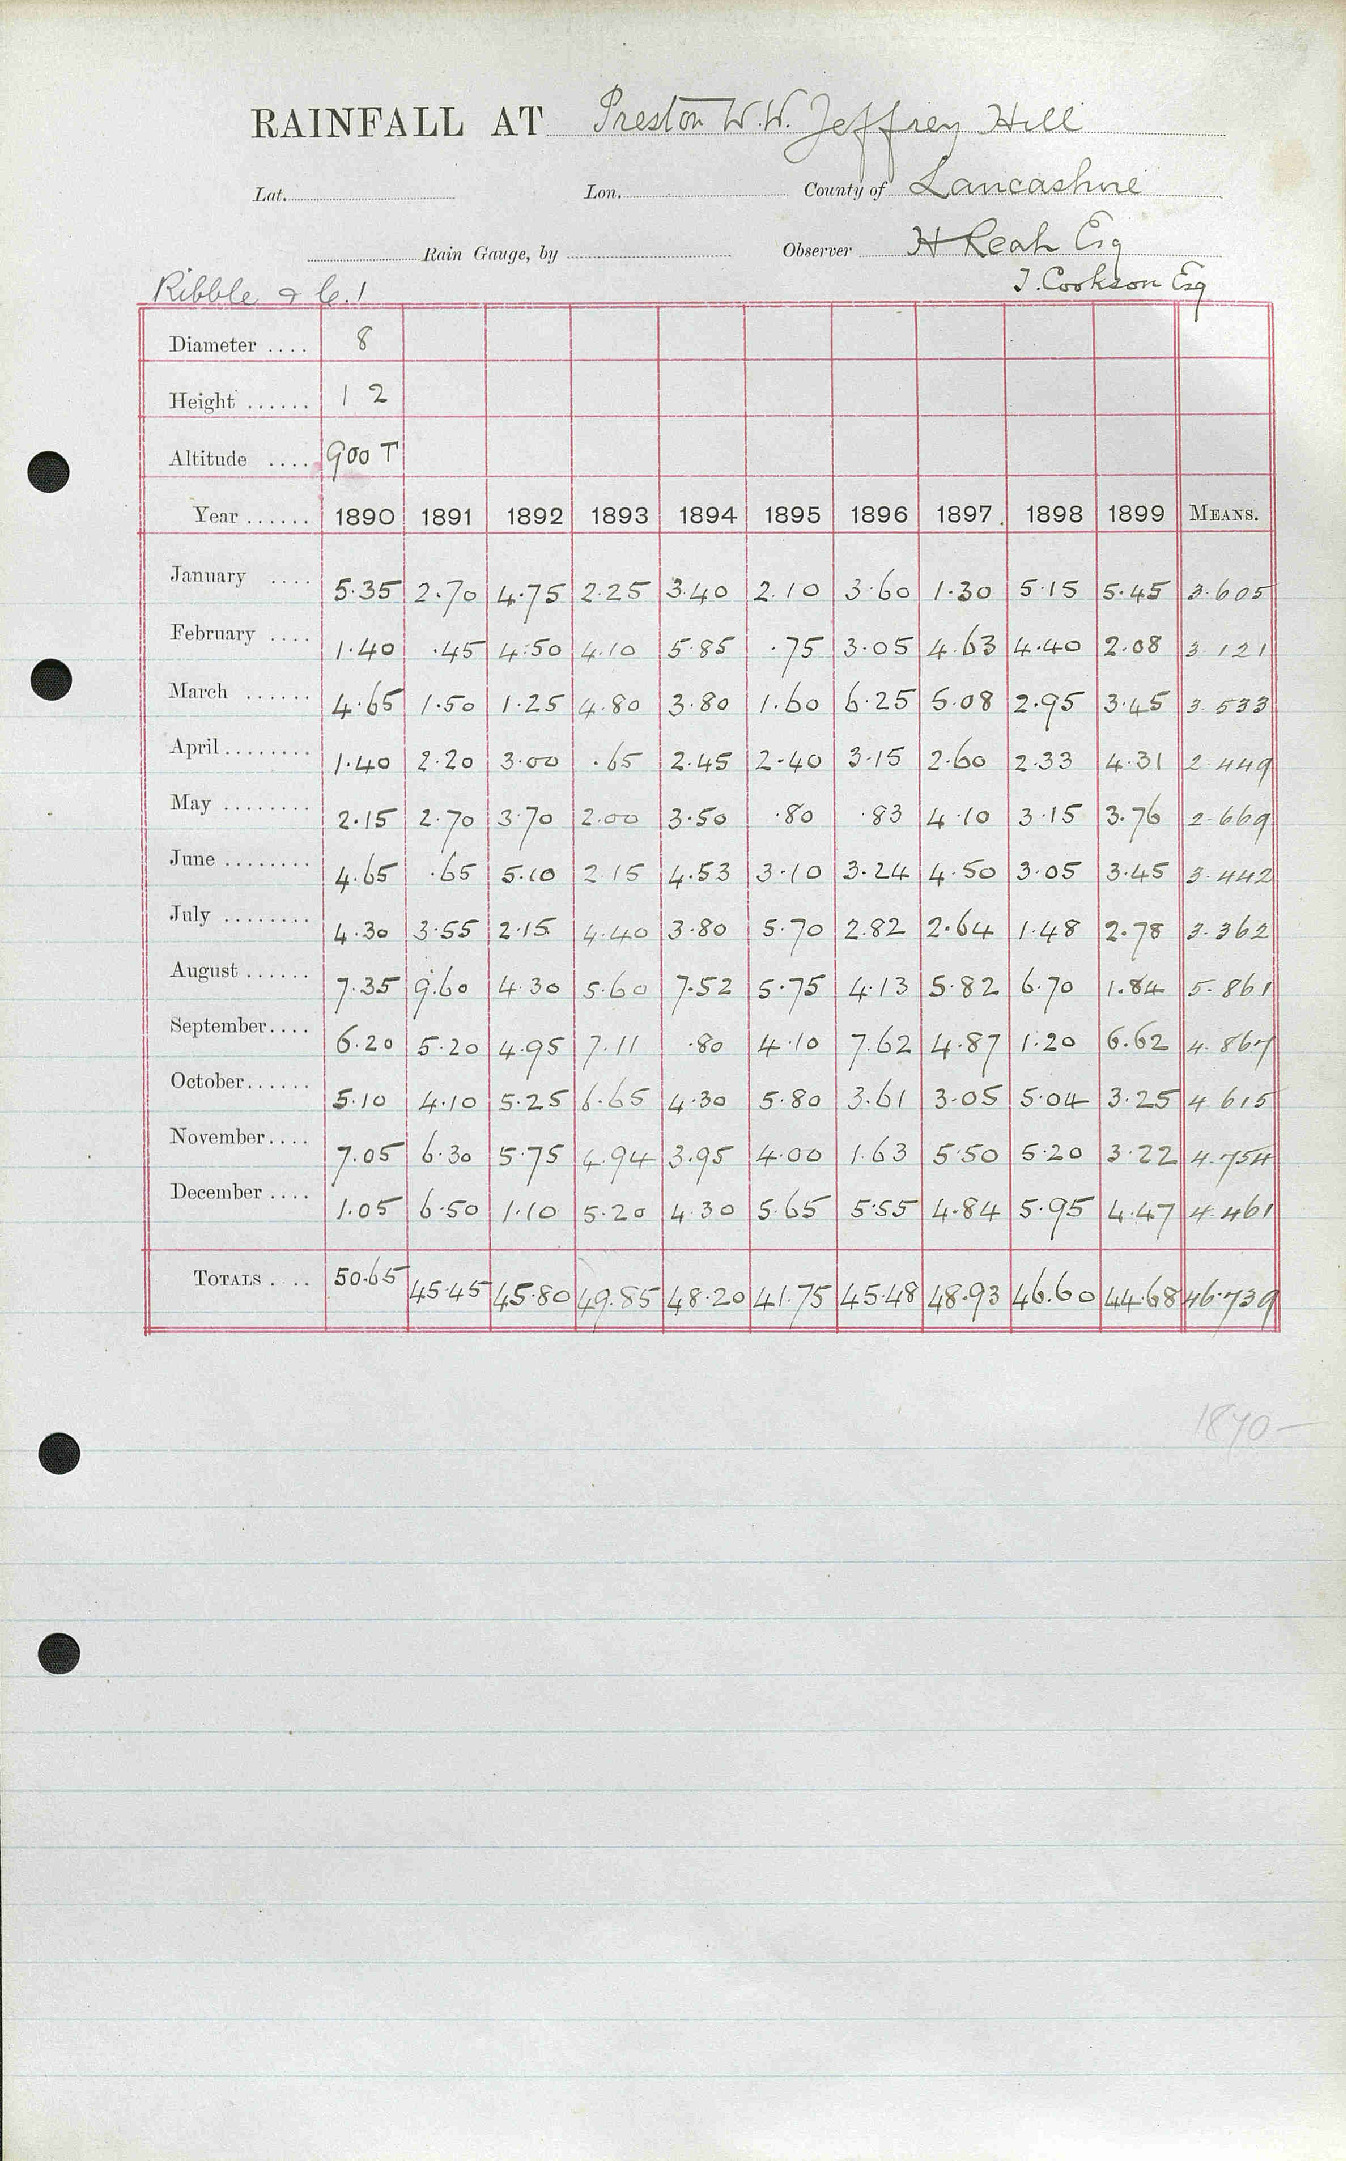 RAINFALL AT Preston W.W. Jeffrey Hill
Lat. Lon. County of Lancashire
Rain Gauge, by Observer H Reah Esq
Ribble & C.1 J. Cookson Esq
Diameter .... 8
Height ...... 1 2
Altitude .... 900 T
Year ...... 1890 1891 1892 1893 1894 1895 1896 1897 1898 1899 MEANS.
January .... 5.35 2.70 4.75 2.25 3.40 2.10 3.60 1.30 5.15 5.45 3.605
February .... 1.40 .45 4.50 4.10 5.85 .75 3.05 4.63 4.40 2.08 3.121
March ...... 4.65 1.50 1.25 4.80 3.80 1.60 6.25 5.08 2.95 3.45 3.533
April ........ 1.40 2.20 3.00 .65 2.45 2.40 3.15 2.60 2.33 4.31 2.449
May ........ 2.15 2.70 3.70 2.00 3.50 .80 .83 4.10 3.15 3.76 2.669
June ........ 4.65 .65 5.10 2.15 4.53 3.10 3.24 4.50 3.05 3.45 3.442
July ........ 4.30 3.55 2.15 4.40 3.80 5.70 2.82 2.64 1.48 2.78 3.362
August ...... 7.35 9.60 4.30 5.60 7.52 5.75 4.13 5.82 6.70 1.84 5.861
September.... 6.20 5.20 4.95 7.11 .80 4.10 7.62 4.87 1.20 6.62 4.867
October...... 5.10 4.10 5.25 6.65 4.30 5.80 3.61 3.05 5.04 3.25 4.615
November.... 7.05 6.30 5.75 4.94 3.95 4.00 1.63 5.50 5.20 3.22 4.754
December .... 1.05 6.50 1.10 5.20 4.30 5.65 5.55 4.84 5.95 4.47 4.461
TOTALS .... 50.65 45.45 45.80 49.85 48.20 41.75 45.48 48.93 46.60 44.68 46.739
1870-